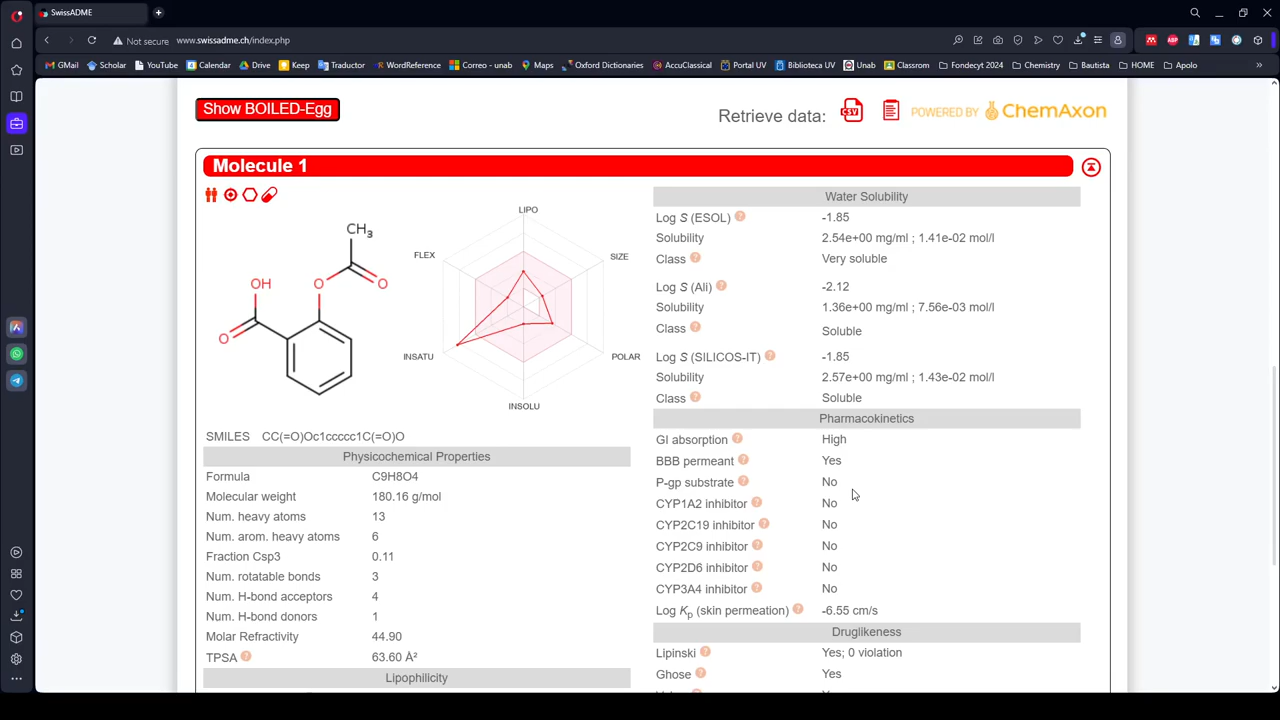 SwissADME
Not secure www.swissadme.ch/index.php
GMail Scholar YouTube Calendar Drive Keep Traductor WordReference Correo - unab Maps Oxford Dictionaries AccuClassical Portal UV Biblioteca UV Unab Classrom Fondecyt 2024 Chemistry Bautista HOME Apolo
Show BOILED-Egg
Retrieve data: CSV POWERED BY ChemAxon
Molecule 1
CH3
OH
O
O
O
LIPO
FLEX
SIZE
INSATU
POLAR
INSOLU
SMILES CC(=O)Oc1ccccc1C(=O)O
Physicochemical Properties
Formula C9H8O4
Molecular weight 180.16 g/mol
Num. heavy atoms 13
Num. arom. heavy atoms 6
Fraction Csp3 0.11
Num. rotatable bonds 3
Num. H-bond acceptors 4
Num. H-bond donors 1
Molar Refractivity 44.90
TPSA ? 63.60 Å²
Lipophilicity
Water Solubility
Log S (ESOL) ? -1.85
Solubility 2.54e+00 mg/ml ; 1.41e-02 mol/l
Class ? Very soluble
Log S (Ali) ? -2.12
Solubility 1.36e+00 mg/ml ; 7.56e-03 mol/l
Class ? Soluble
Log S (SILICOS-IT) ? -1.85
Solubility 2.57e+00 mg/ml ; 1.43e-02 mol/l
Class ? Soluble
Pharmacokinetics
GI absorption ? High
BBB permeant ? Yes
P-gp substrate ? No
CYP1A2 inhibitor ? No
CYP2C19 inhibitor ? No
CYP2C9 inhibitor ? No
CYP2D6 inhibitor ? No
CYP3A4 inhibitor ? No
Log Kp (skin permeation) ? -6.55 cm/s
Druglikeness
Lipinski ? Yes; 0 violation
Ghose ? Yes